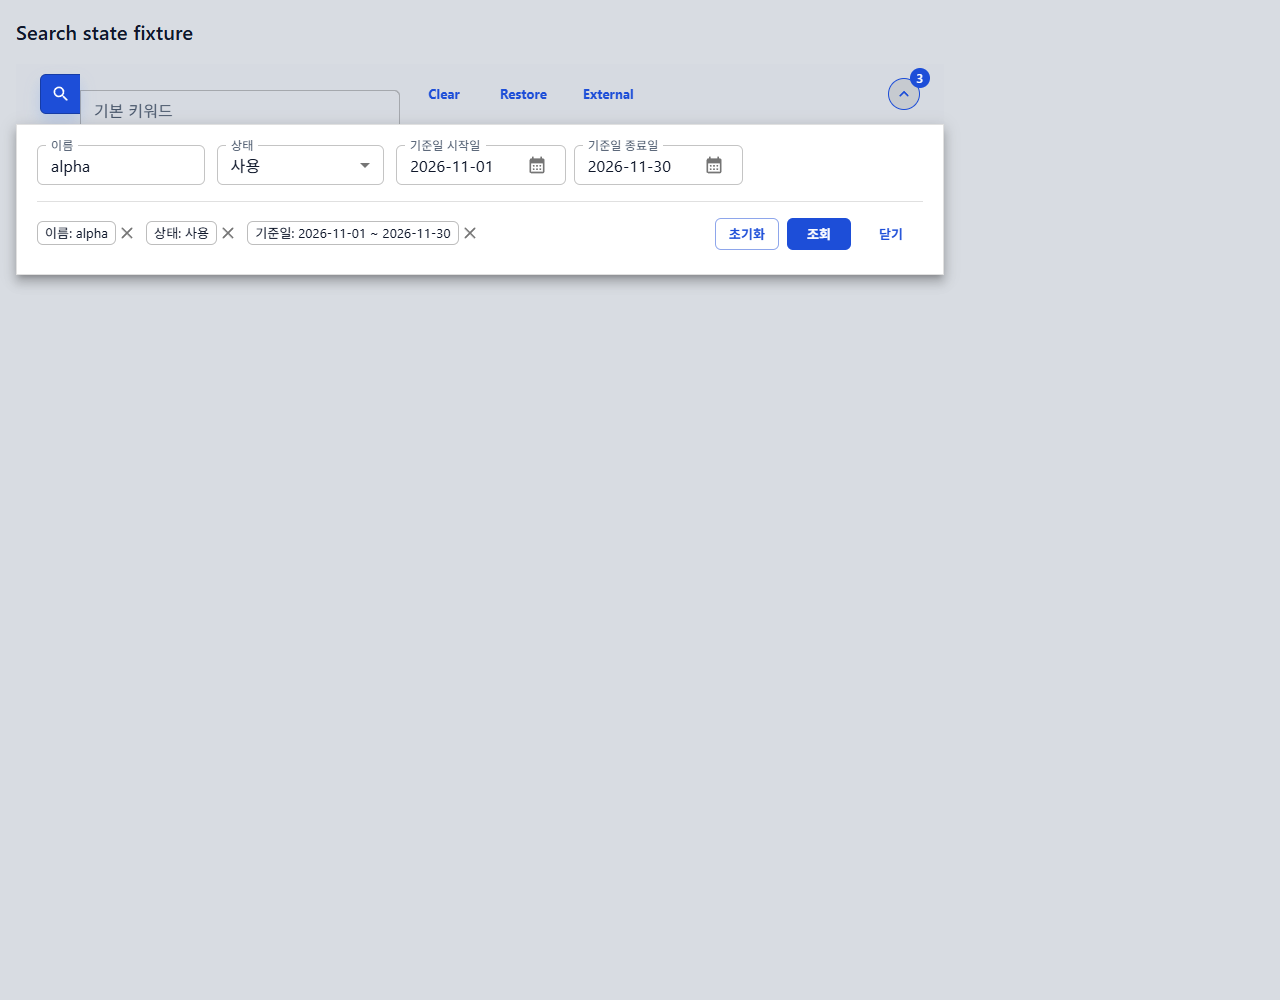 Search state fixture
3
기본 키워드
Clear
Restore
External
이름
alpha
상태
사용
기준일 시작일
2026-11-01
기준일 종료일
2026-11-30
이름: alpha
상태: 사용
기준일: 2026-11-01 ~ 2026-11-30
초기화
조회
닫기